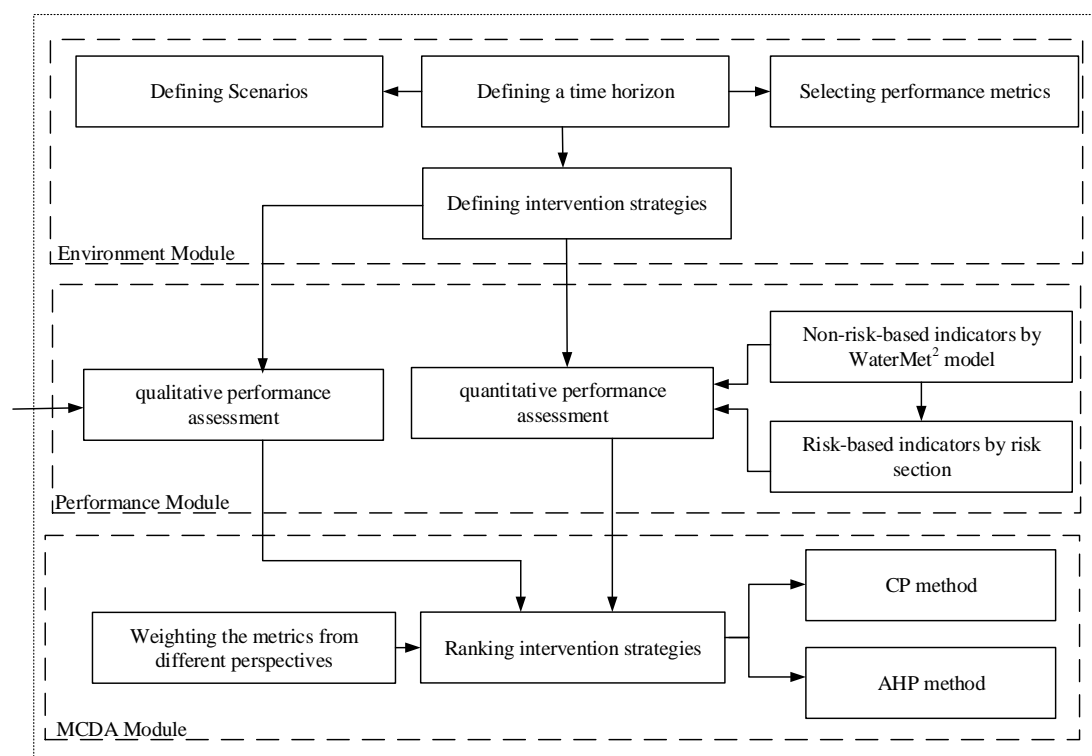 Defining Scenarios
Defining a time horizon
Selecting performance metrics
Defining intervention strategies
Environment Module
Non-risk-based indicators by
WaterMet² model
qualitative performance
assessment
quantitative performance
assessment
Risk-based indicators by risk
section
Performance Module
CP method
Weighting the metrics from
different perspectives
Ranking intervention strategies
AHP method
MCDA Module